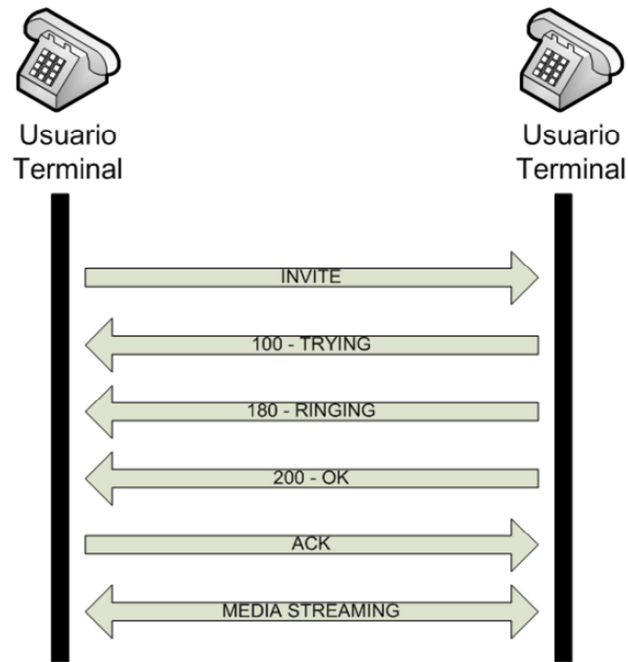 Usuario
Terminal
Usuario
Terminal
INVITE
100 - TRYING
180 - RINGING
200 - OK
ACK
MEDIA STREAMING